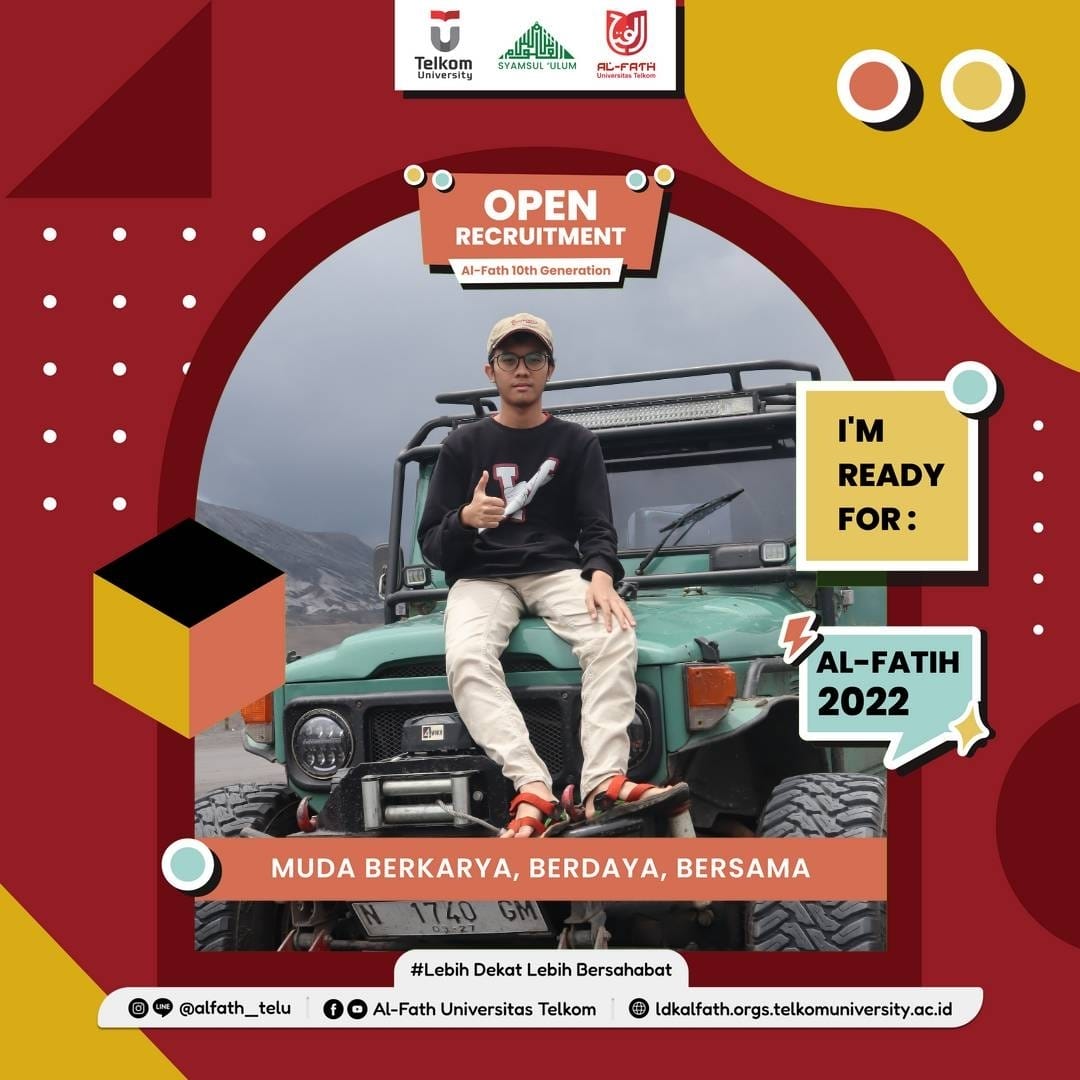 Telkom
University
SYAMSUL 'ULUM
AL-FATH
Universitas Telkom
OPEN
RECRUITMENT
Al-Fath 10th Generation
I'M
READY
FOR :
AL-FATIH
2022
MUDA BERKARYA, BERDAYA, BERSAMA
N 1740 GM
#Lebih Dekat Lebih Bersahabat
LINE @alfath_telu
Al-Fath Universitas Telkom
ldkalfath.orgs.telkomuniversity.ac.id